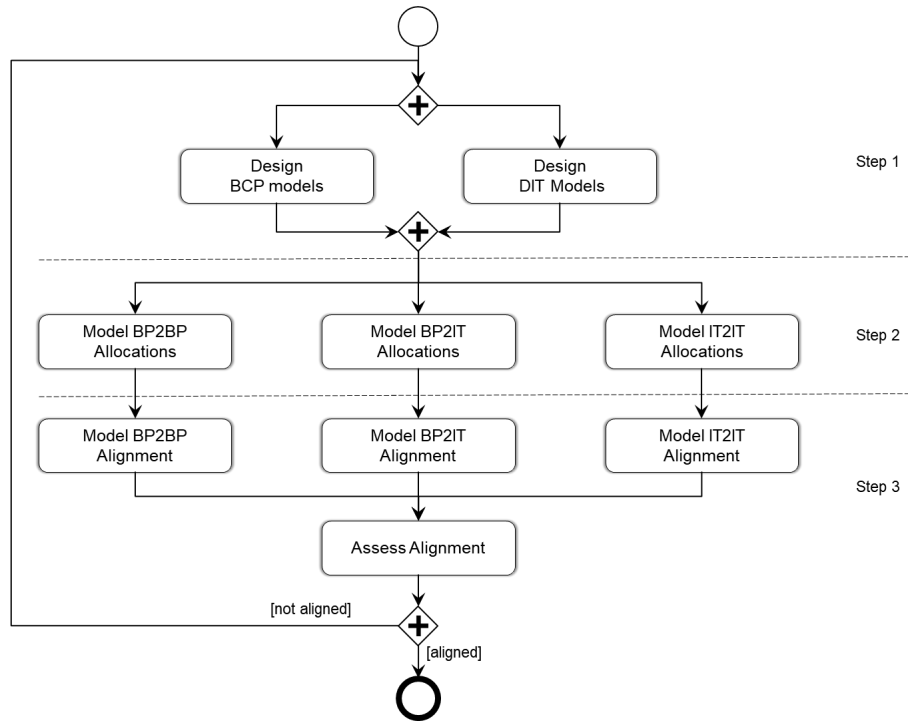 Design
BCP models
Design
DIT Models
Step 1
Model BP2BP
Allocations
Model BP2IT
Allocations
Model IT2IT
Allocations
Step 2
Model BP2BP
Alignment
Model BP2IT
Alignment
Model IT2IT
Alignment
Step 3
Assess Alignment
[not aligned]
[aligned]